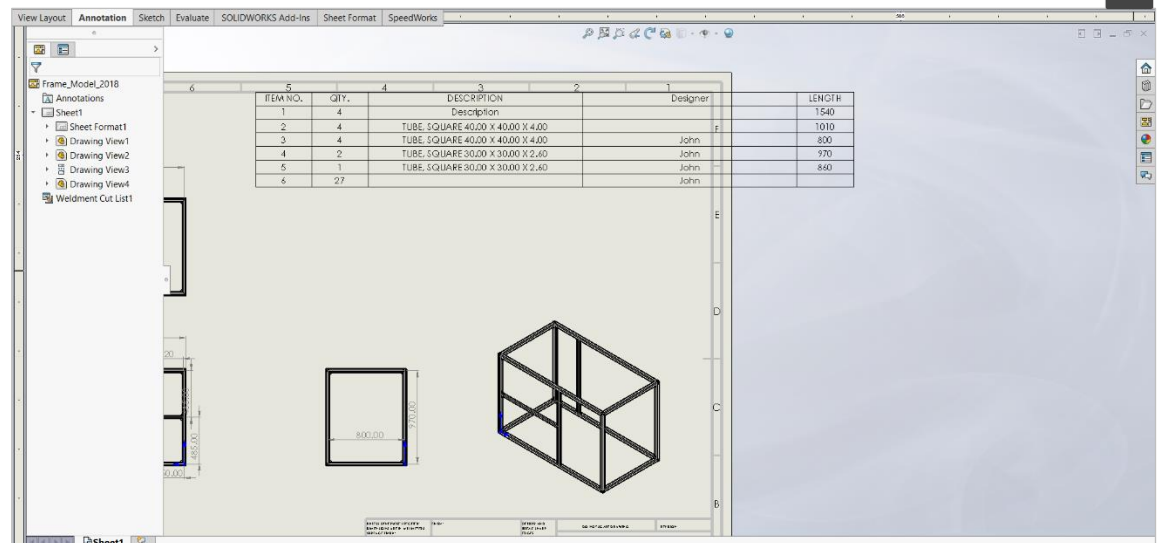 View Layout Annotation Sketch Evaluate SOLIDWORKS Add-Ins Sheet Format SpeedWorks
Frame_Model_2018
Annotations
Sheet1
Sheet Format1
Drawing View1
Drawing View2
Drawing View3
Drawing View4
Weldment Cut List1
6 5 4 3 2 1
ITEM NO. QTY. DESCRIPTION Designer LENGTH
1 4 Description 1540
2 4 TUBE, SQUARE 40.00 X 40.00 X 4.00 1010
3 4 TUBE, SQUARE 40.00 X 40.00 X 4.00 John 800
4 2 TUBE, SQUARE 30.00 X 30.00 X 2.60 John 970
5 1 TUBE, SQUARE 30.00 X 30.00 X 2.60 John 860
6 27 John
F
E
D
C
B
800.00
970.00
485.00
Sheet1